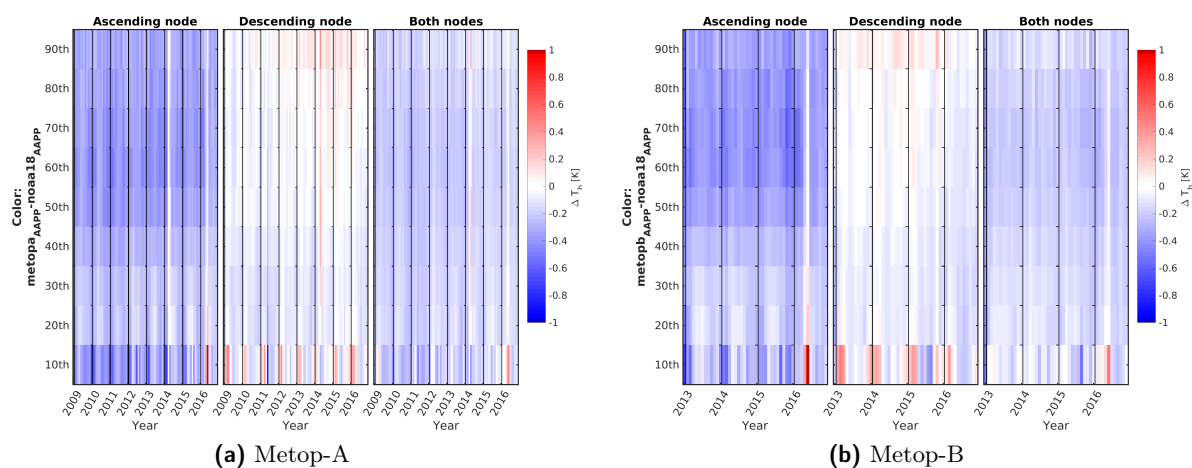 Ascending node Descending node Both nodes
90th
80th
70th
60th
50th
40th
30th
20th
10th
Color:
metopa_AAPP-noaa18_AAPP
2009 2010 2011 2012 2013 2014 2015 2016
2009 2010 2011 2012 2013 2014 2015 2016
2009 2010 2011 2012 2013 2014 2015 2016
Year Year Year
1
0.8
0.6
0.4
0.2
0
-0.2
-0.4
-0.6
-0.8
-1
Δ T_b [K]
(a) Metop-A
Ascending node Descending node Both nodes
90th
80th
70th
60th
50th
40th
30th
20th
10th
Color:
metopb_AAPP-noaa18_AAPP
2013 2014 2015 2016
2013 2014 2015 2016
2013 2014 2015 2016
Year Year Year
1
0.8
0.6
0.4
0.2
0
-0.2
-0.4
-0.6
-0.8
-1
Δ T_b [K]
(b) Metop-B